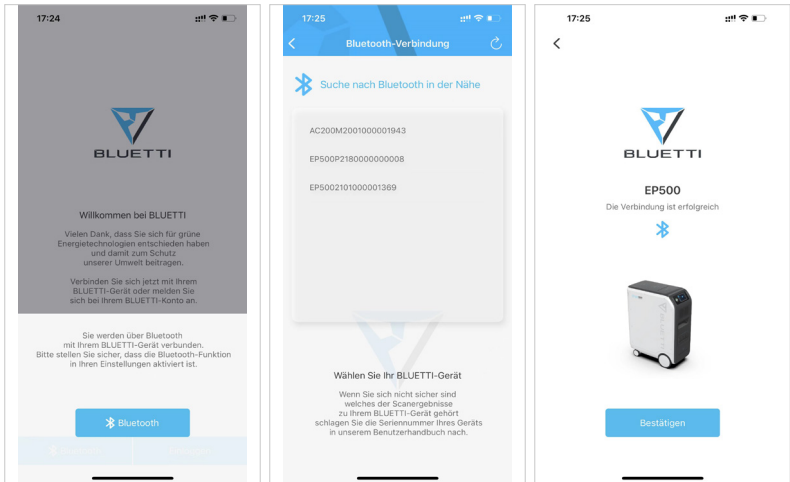 17:24
BLUETTI
Willkommen bei BLUETTI
Vielen Dank, dass Sie sich für grüne
Energietechnologien entschieden haben
und damit zum Schutz
unserer Umwelt beitragen.
Verbinden Sie sich jetzt mit Ihrem
BLUETTI-Gerät oder melden Sie
sich bei Ihrem BLUETTI-Konto an.
Sie werden über Bluetooth
mit Ihrem BLUETTI-Gerät verbunden.
Bitte stellen Sie sicher, dass die Bluetooth-Funktion
in Ihren Einstellungen aktiviert ist.
Bluetooth
17:25
Bluetooth-Verbindung
Suche nach Bluetooth in der Nähe
AC200M2001000001943
EP500P2180000000008
EP5002101000001369
Wählen Sie Ihr BLUETTI-Gerät
Wenn Sie sich nicht sicher sind
welches der Scanergebnisse
zu Ihrem BLUETTI-Gerät gehört
schlagen Sie die Seriennummer Ihres Geräts
in unserem Benutzerhandbuch nach.
17:25
BLUETTI
EP500
Die Verbindung ist erfolgreich
Bestätigen